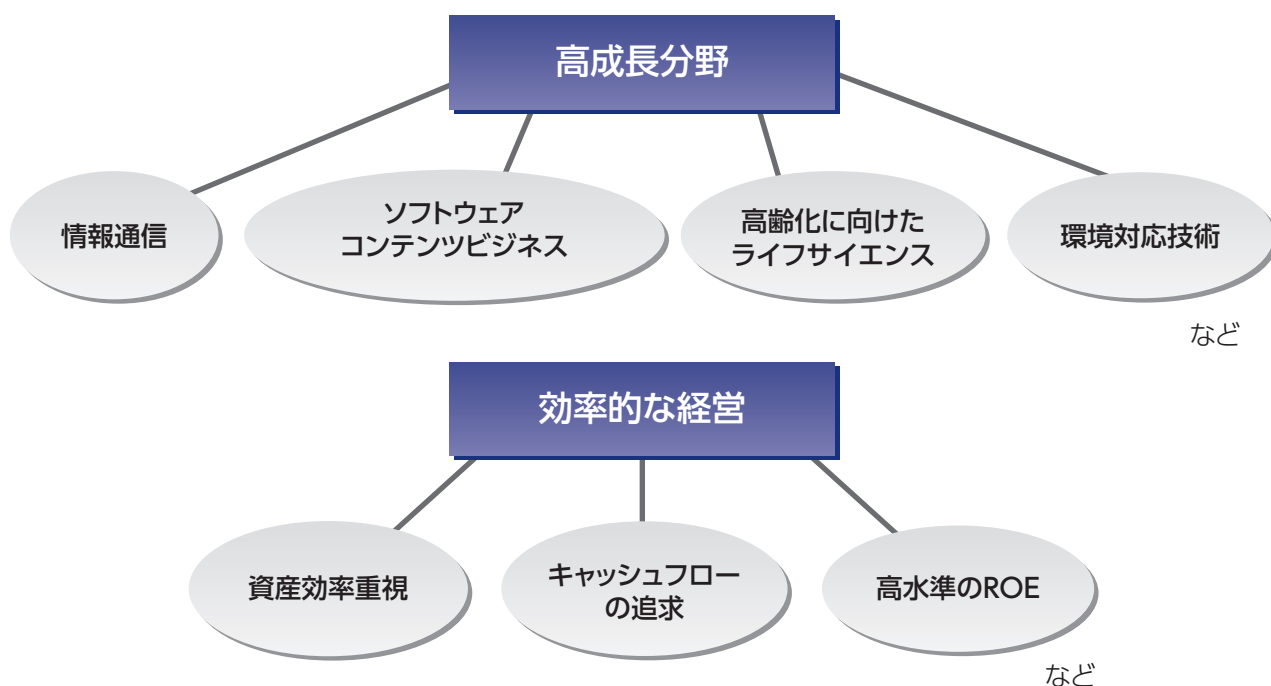 高成長分野
情報通信
ソフトウェア
コンテンツビジネス
高齢化に向けた
ライフサイエンス
環境対応技術
など
効率的な経営
資産効率重視
キャッシュフロー
の追求
高水準のROE
など